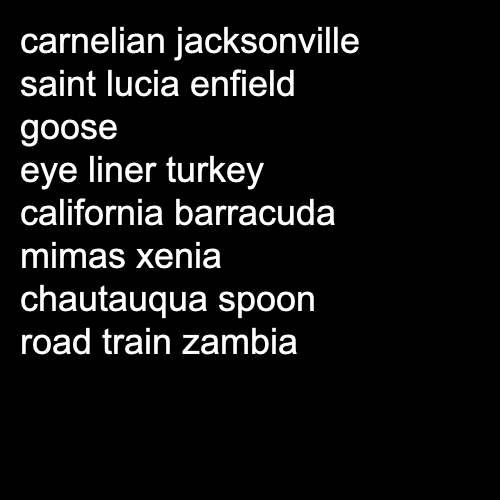 carnelian jacksonville
saint lucia enfield
goose
eye liner turkey
california barracuda
mimas xenia
chautauqua spoon
road train zambia